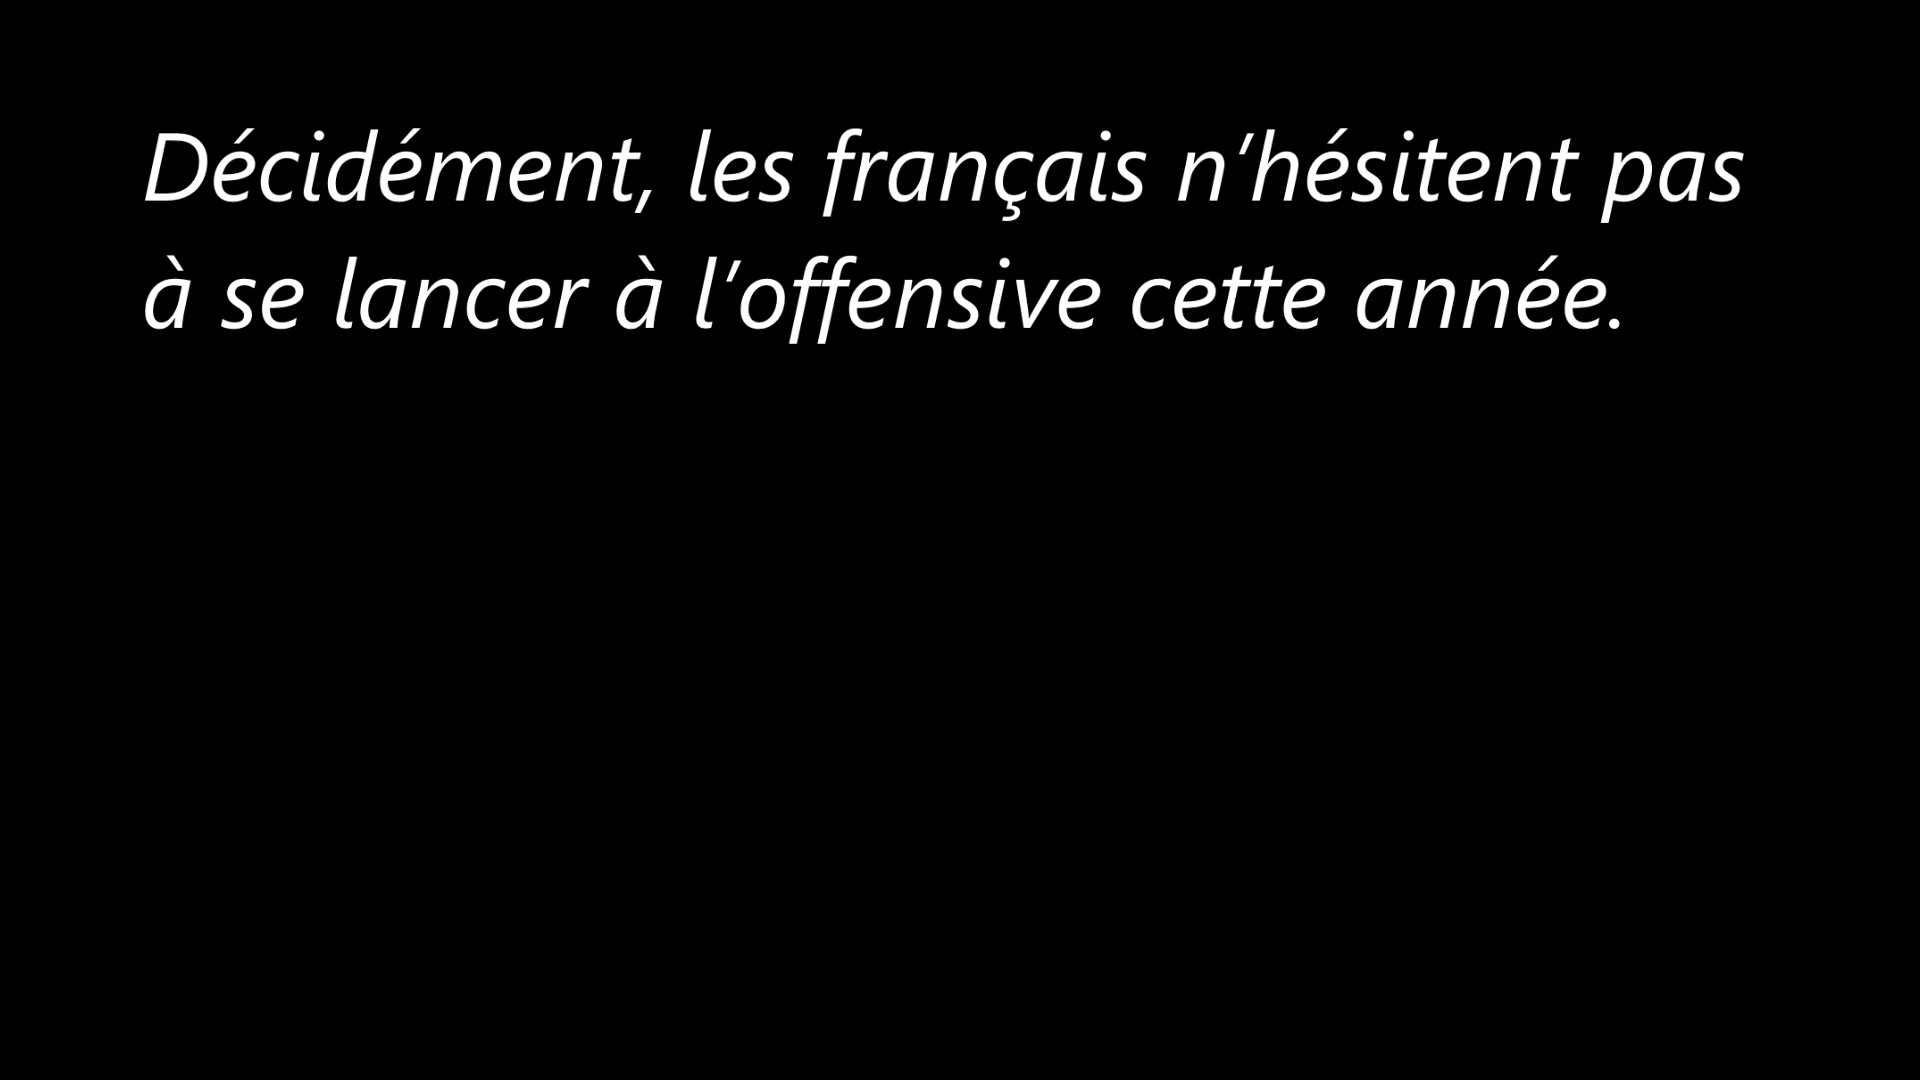 Décidément, les français n’hésitent pas
à se lancer à l’offensive cette année.